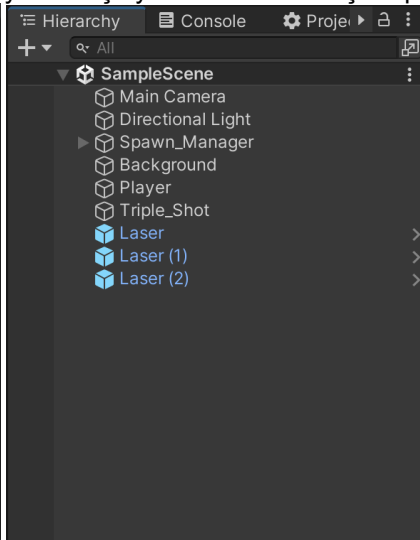 Hierarchy Console Proje
All
SampleScene
Main Camera
Directional Light
Spawn_Manager
Background
Player
Triple_Shot
Laser
Laser (1)
Laser (2)